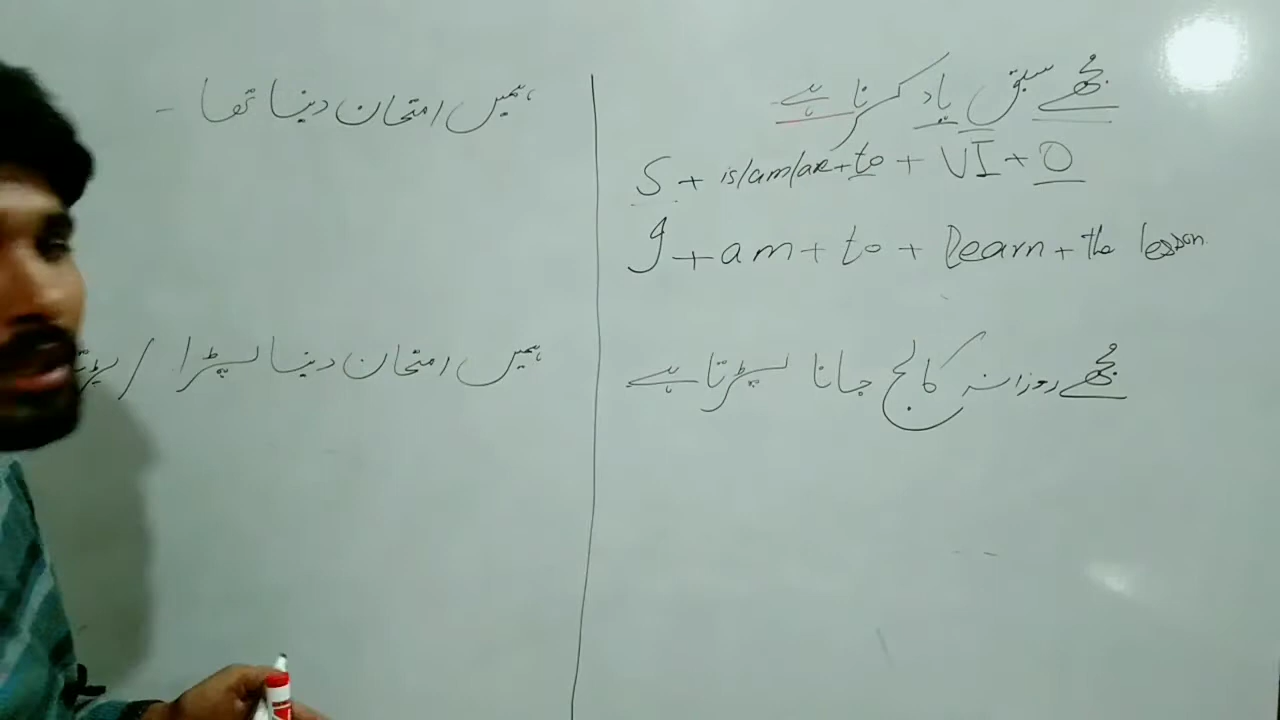 مجھے سبق یاد کرنا ہے
S + is/am/are + to + VI + O
I + am + to + learn + the lesson
مجھے روزانہ کالج جانا پڑتا ہے
ہمیں امتحان دینا تھا ۔
ہمیں امتحان دینا پڑا /